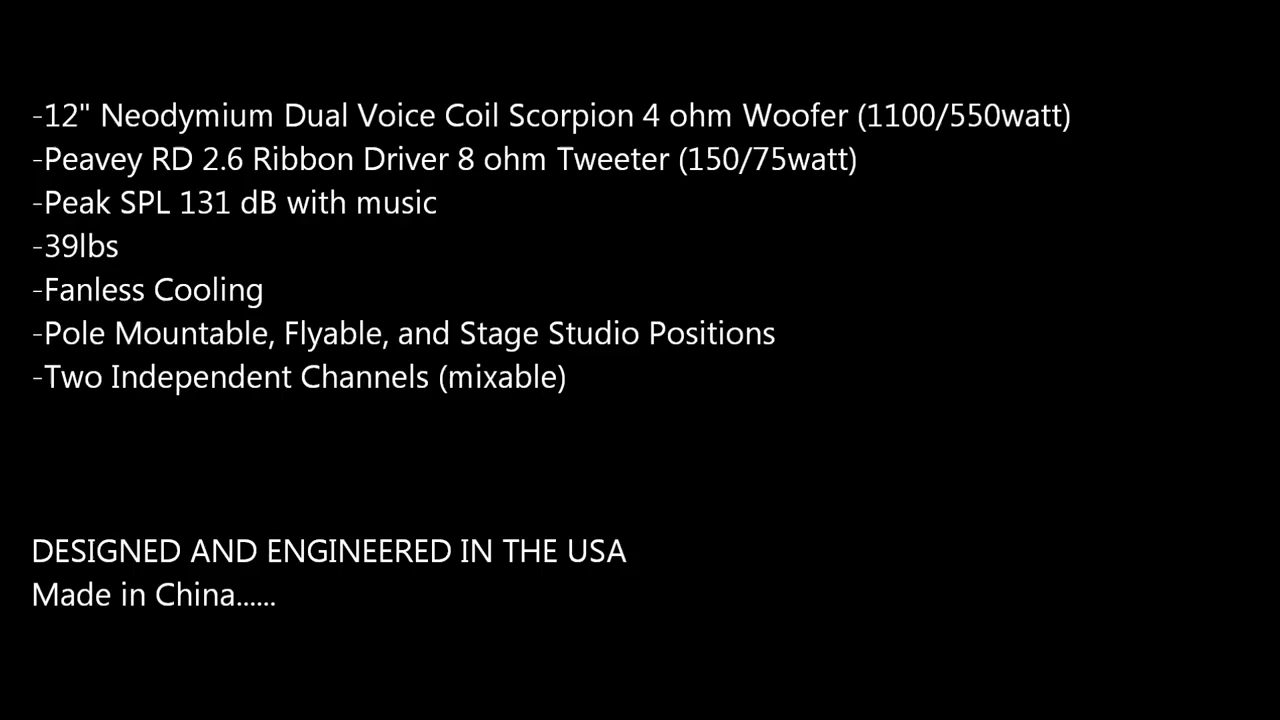 -12" Neodymium Dual Voice Coil Scorpion 4 ohm Woofer (1100/550watt)
-Peavey RD 2.6 Ribbon Driver 8 ohm Tweeter (150/75watt)
-Peak SPL 131 dB with music
-39lbs
-Fanless Cooling
-Pole Mountable, Flyable, and Stage Studio Positions
-Two Independent Channels (mixable)
DESIGNED AND ENGINEERED IN THE USA
Made in China......